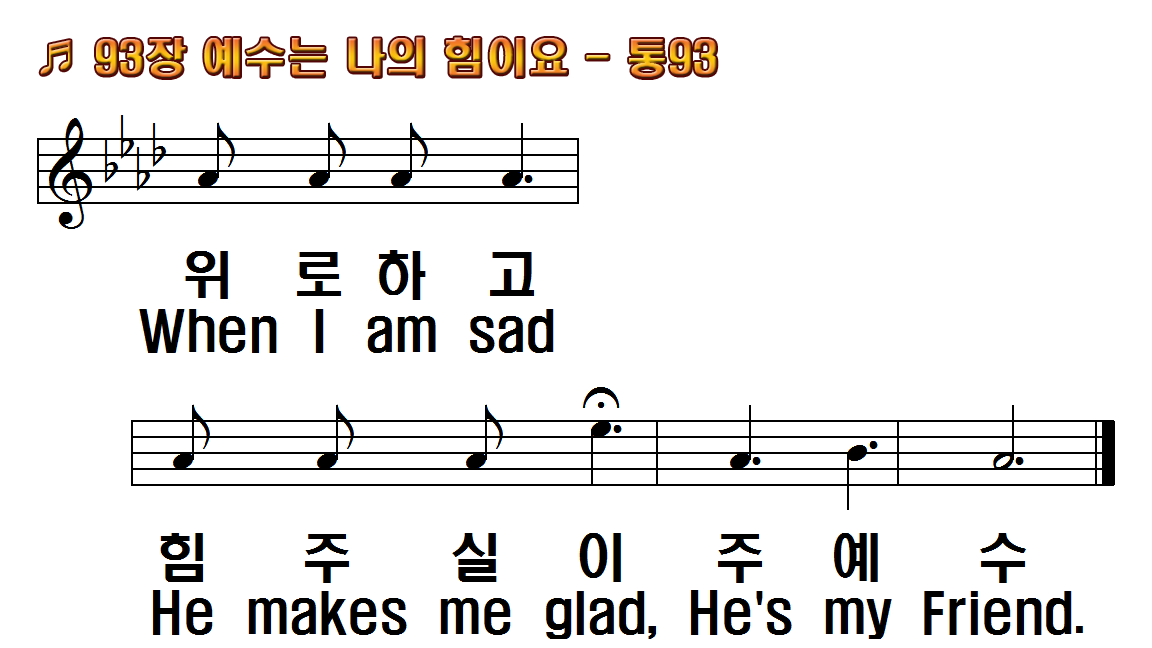 ♬ 93장 예수는 나의 힘이요 - 통93
위 로 하 고
When I am sad
힘 주 실 이 주 예 수
He makes me glad, He's my Friend.